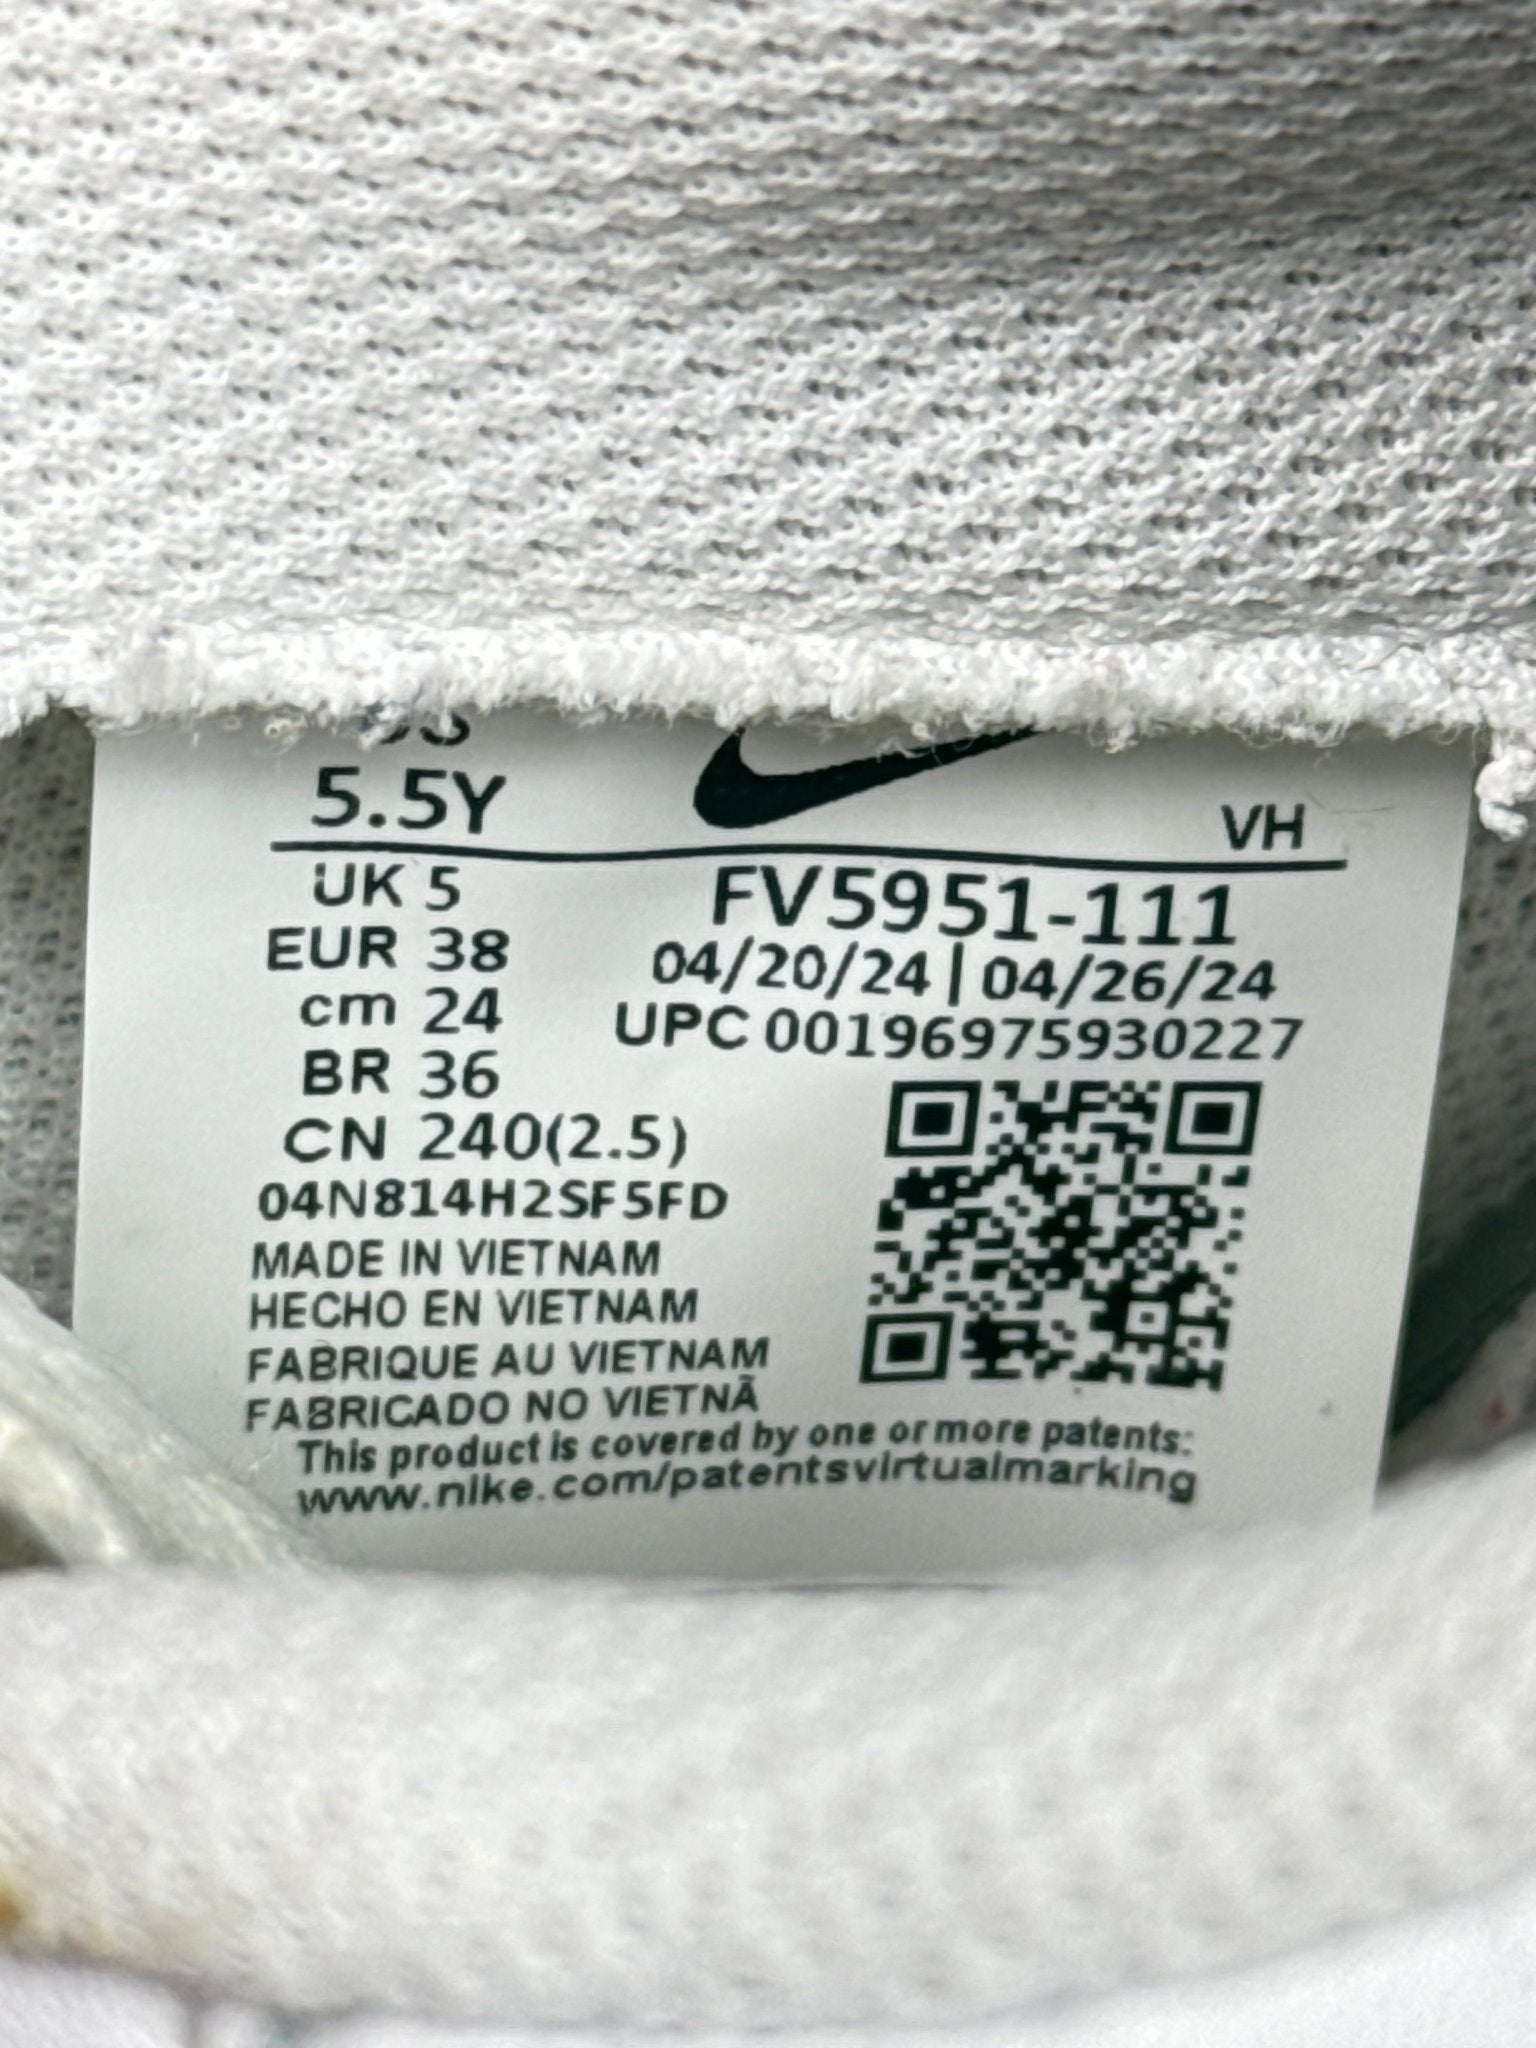 5.5Y
VH
UK 5
EUR 38
cm 24
BR 36
CN 240(2.5)
04N814H2SF5FD
MADE IN VIETNAM
HECHO EN VIETNAM
FABRIQUE AU VIETNAM
FABRICADO NO VIETNÃ
FV5951-111
04/20/24 | 04/26/24
UPC 00196975930227
This product is covered by one or more patents:
www.nike.com/patentsvirtualmarking